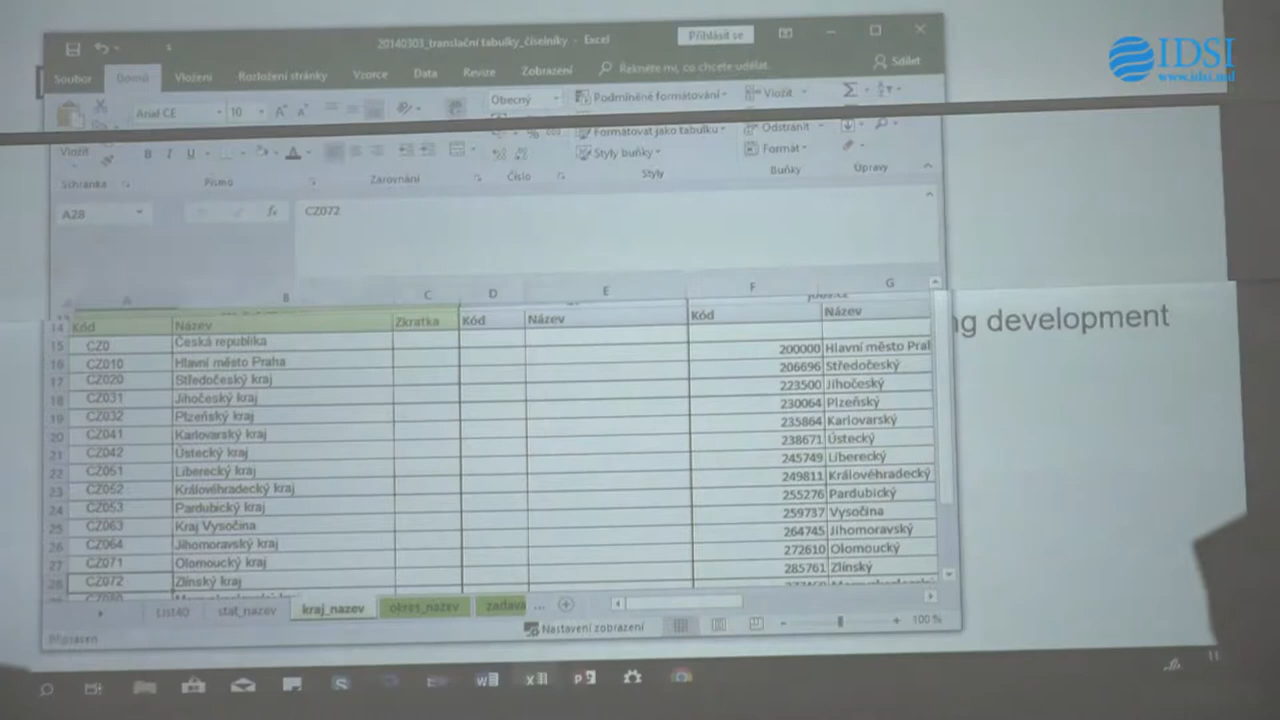 20140303_translační tabulky_číselníky - Excel
Přihlásit se
IDSI
www.idsi.md
Soubor Domů Vložení Rozložení stránky Vzorce Data Revize Zobrazení Řekněte mi, co chcete udělat. Sdílet
Arial CE 10 Obecný Podmíněné formátování Vložit
Formátovat jako tabulku Odstranit
Vložit B I U Styly buňky Formát
Schránka Písmo Zarovnání Číslo Styly Buňky Úpravy
A28 fx CZ072
A B C D E F G
14 Kód Název Zkratka Kód Název Kód Název
ng development
15 CZ0 Česká republika
16 CZ010 Hlavní město Praha 200000 Hlavní město Pral
17 CZ020 Středočeský kraj 206696 Středočeský
18 CZ031 Jihočeský kraj 223500 Jihočeský
19 CZ032 Plzeňský kraj 230064 Plzeňský
20 CZ041 Karlovarský kraj 235864 Karlovarský
21 CZ042 Ústecký kraj 238671 Ústecký
22 CZ051 Liberecký kraj 245749 Liberecký
23 CZ052 Královéhradecký kraj 249811 Královéhradecký
24 CZ053 Pardubický kraj 255276 Pardubický
25 CZ063 Kraj Vysočina 259737 Vysočina
26 CZ064 Jihomoravský kraj 264745 Jihomoravský
27 CZ071 Olomoucký kraj 272610 Olomoucký
28 CZ072 Zlínský kraj 285761 Zlínský
List40 stat_nazev kraj_nazev okres_nazev zadava ...
Připraven Nastavení zobrazení 100 %